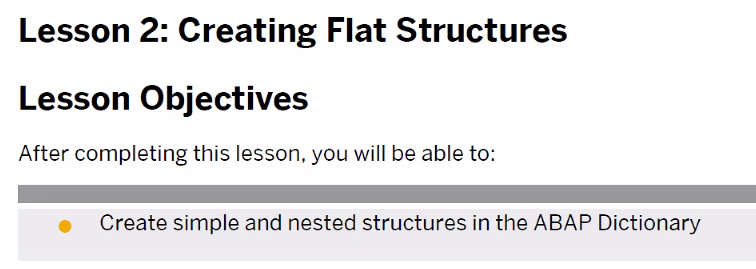 Lesson 2: Creating Flat Structures
Lesson Objectives
After completing this lesson, you will be able to:
Create simple and nested structures in the ABAP Dictionary